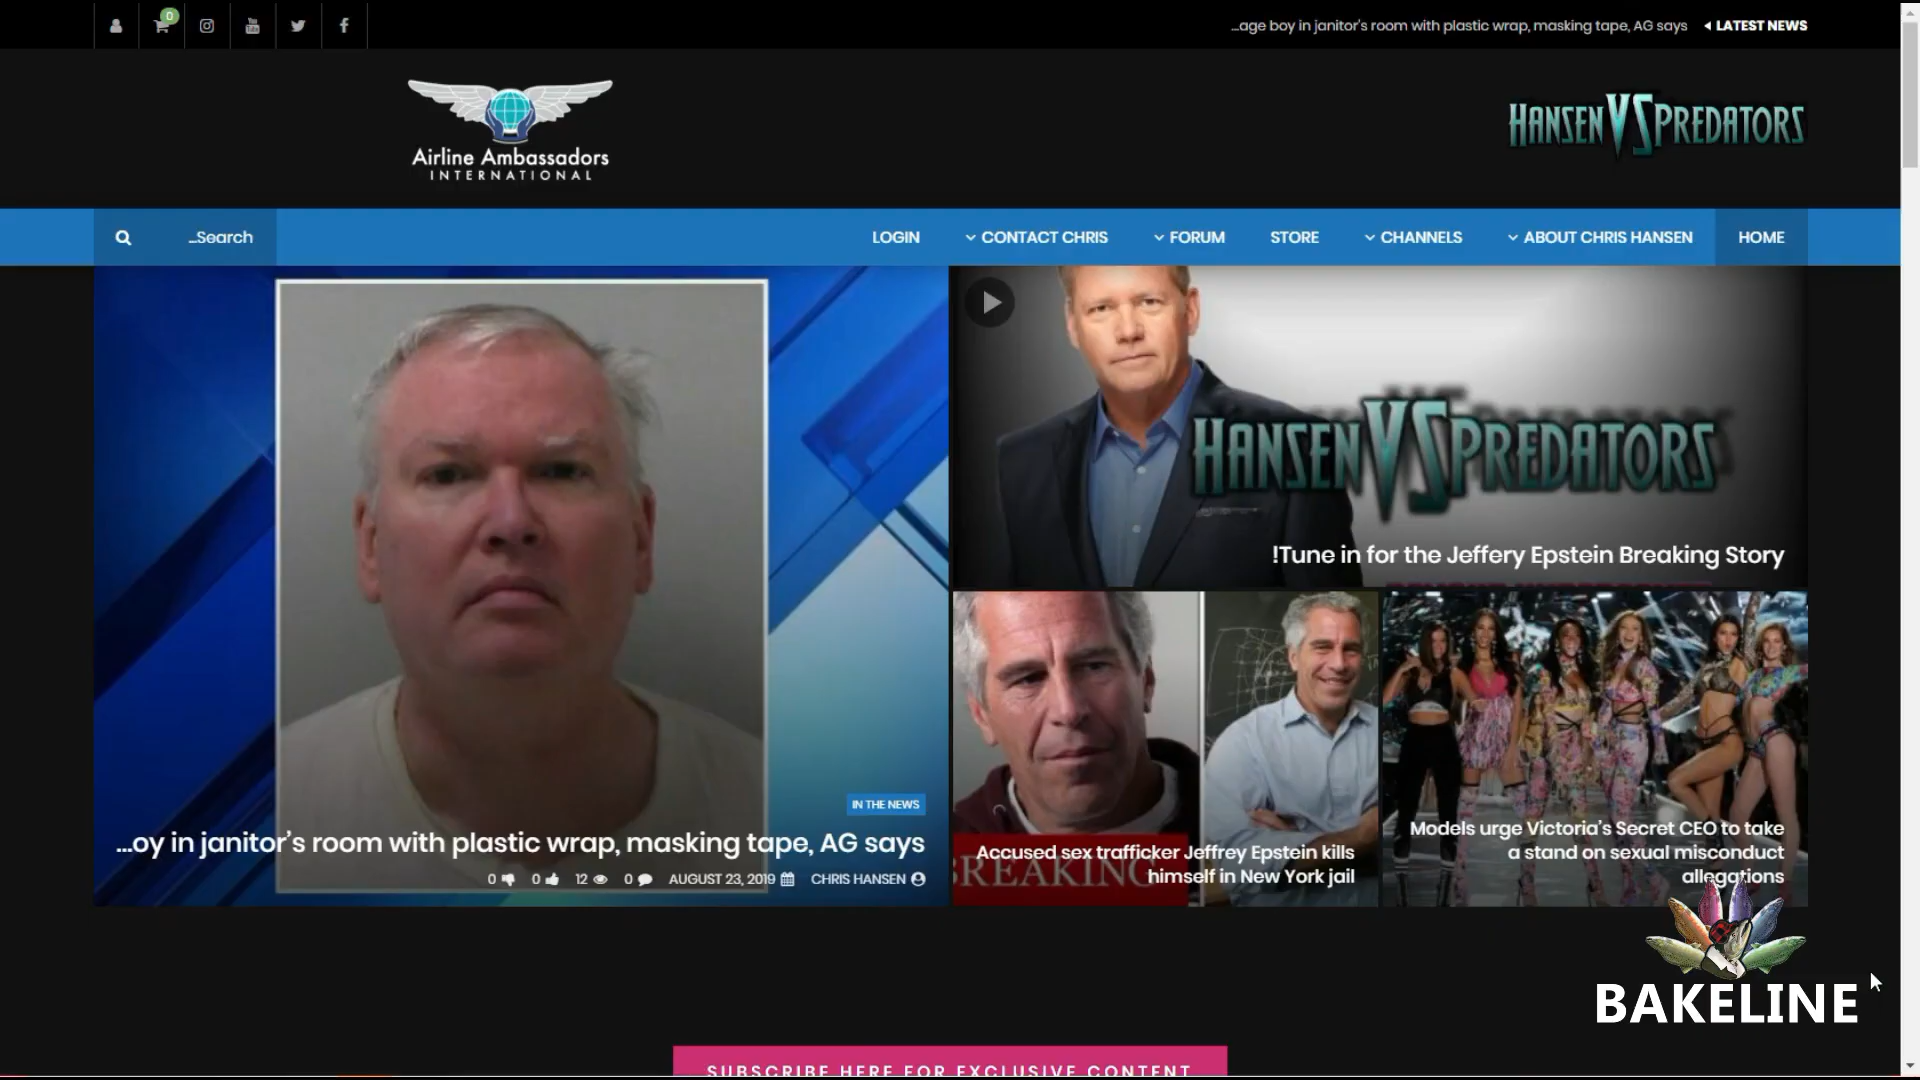 0
...age boy in janitor's room with plastic wrap, masking tape, AG says
LATEST NEWS
Airline Ambassadors
INTERNATIONAL
HANSEN VS PREDATORS
...Search
LOGIN
CONTACT CHRIS
FORUM
STORE
CHANNELS
ABOUT CHRIS HANSEN
HOME
HANSEN VS PREDATORS
!Tune in for the Jeffery Epstein Breaking Story
IN THE NEWS
...oy in janitor's room with plastic wrap, masking tape, AG says
0 0 12 0 AUGUST 23, 2019 CHRIS HANSEN
BREAKING
Accused sex trafficker Jeffrey Epstein kills
himself in New York jail
Models urge Victoria's Secret CEO to take
a stand on sexual misconduct
allegations
BAKELINE
SUBSCRIBE HERE FOR EXCLUSIVE CONTENT